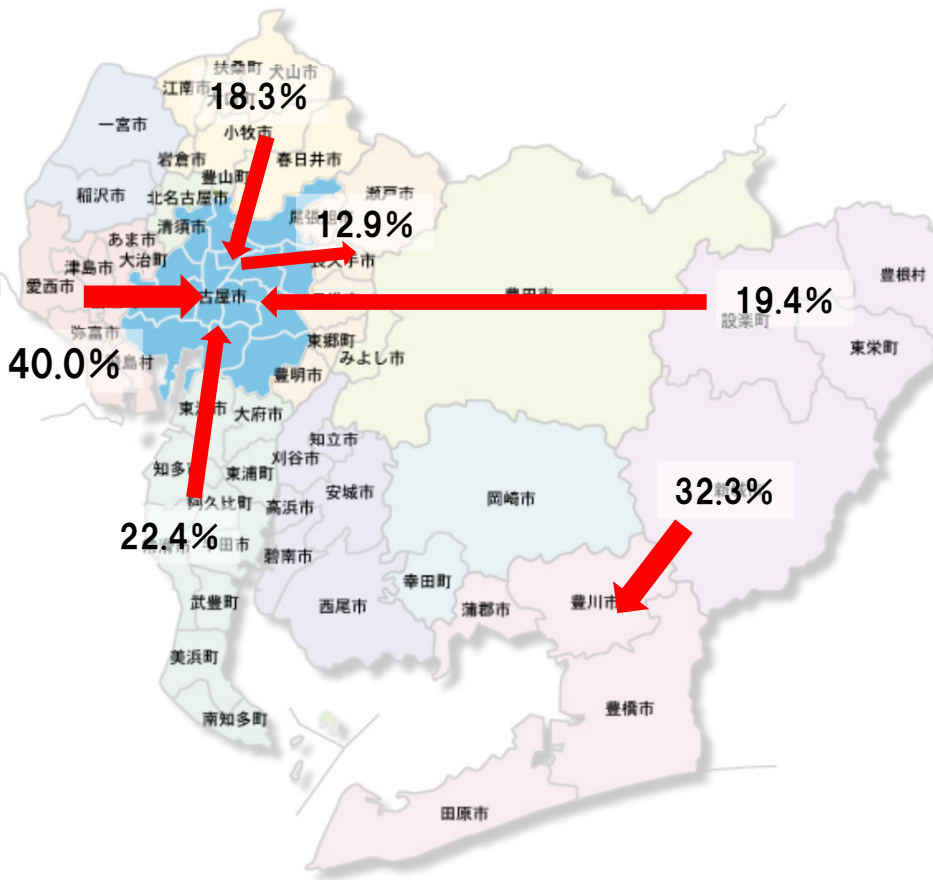 扶桑町
犬山市
江南市
18.3%
一宮市
小牧市
岩倉市
春日井市
豊山町
瀬戸市
稲沢市
北名古屋市
清須市
12.9%
あま市
津島市
大治町
愛西市
古屋市
豊根村
19.4%
設楽町
弥富市
東郷町
東栄町
みよし市
40.0%
豊明市
大府市
知立市
刈谷市
東浦町
安城市
32.3%
岡崎市
阿久比町
高浜市
22.4%
碧南市
幸田町
西尾市
武豊町
蒲郡市
豊川市
美浜町
豊橋市
南知多町
田原市